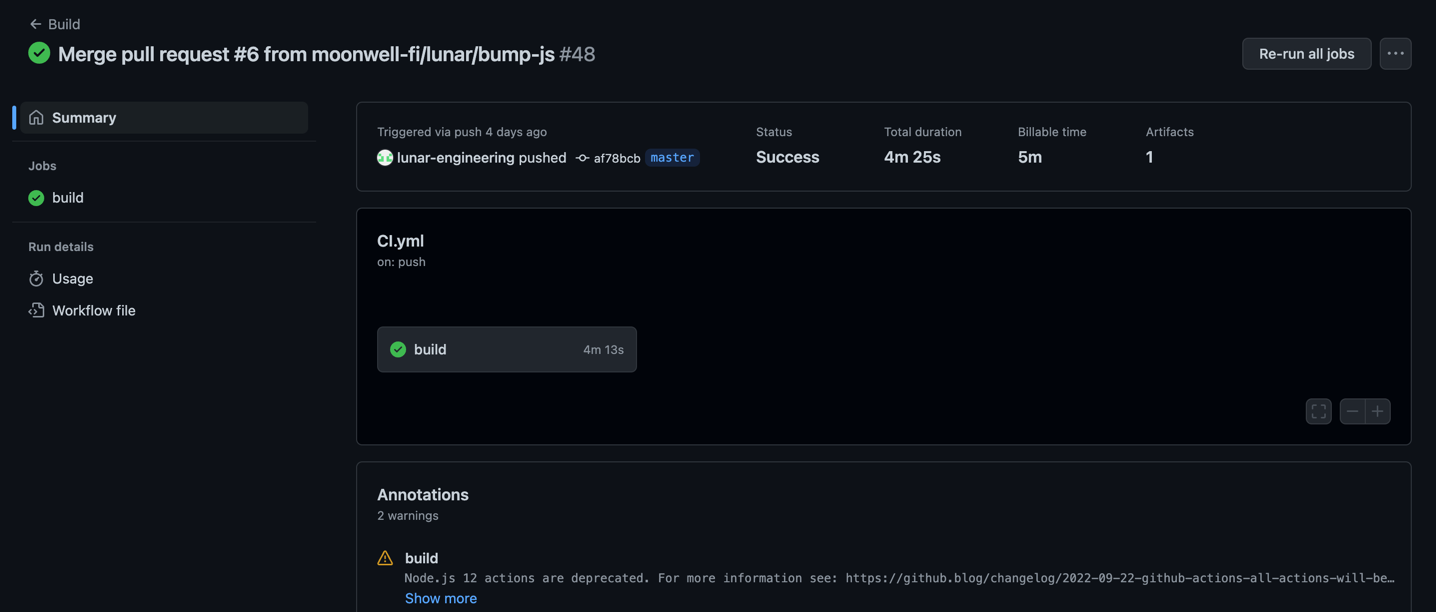 Build
Merge pull request #6 from moonwell-fi/lunar/bump-js #48
Re-run all jobs
Summary
Jobs
build
Run details
Usage
Workflow file
Triggered via push 4 days ago
lunar-engineering pushed af78bcb master
Status
Success
Total duration
4m 25s
Billable time
5m
Artifacts
1
CI.yml
on: push
build 4m 13s
Annotations
2 warnings
build
Node.js 12 actions are deprecated. For more information see: https://github.blog/changelog/2022-09-22-github-actions-all-actions-will-be…
Show more